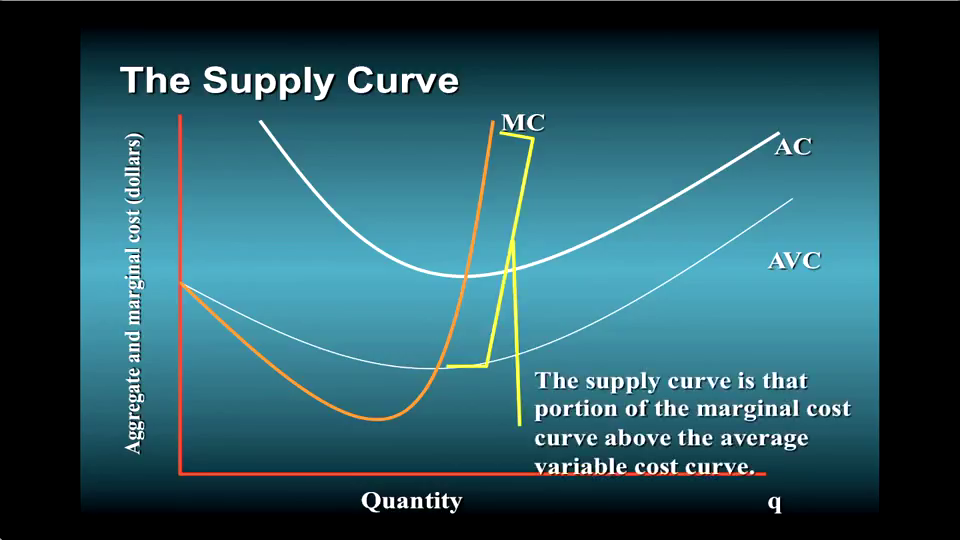 The Supply Curve
MC
AC
AVC
Aggregate and marginal cost (dollars)
The supply curve is that
portion of the marginal cost
curve above the average
variable cost curve.
Quantity
q